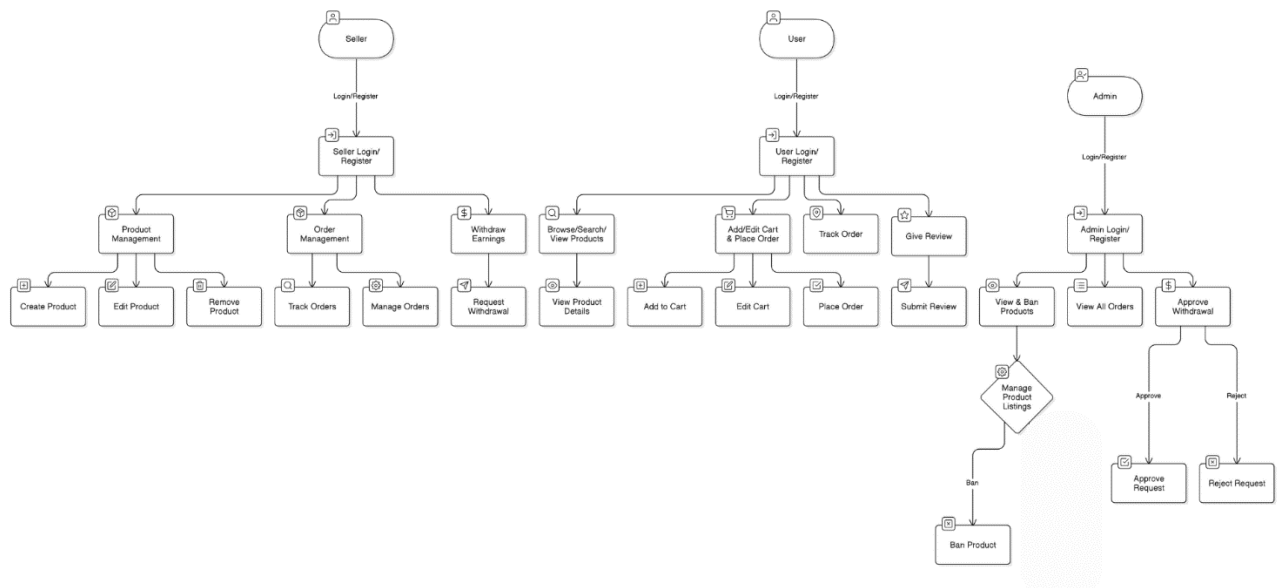 Seller
User
Admin
Login/Register
Login/Register
Login/Register
Seller Login/
Register
User Login/
Register
Admin Login/
Register
Product
Management
Order
Management
Withdraw
Earnings
Browse/Search/
View Products
Add/Edit Cart
& Place Order
Track Order
Give Review
Create Product
Edit Product
Remove
Product
Track Orders
Manage Orders
Request
Withdrawal
View Product
Details
Add to Cart
Edit Cart
Place Order
Submit Review
View & Ban
Products
View All Orders
Approve
Withdrawal
Manage
Product
Listings
Approve
Reject
Ban
Approve
Request
Reject Request
Ban Product